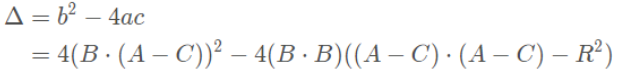 Δ = b² − 4ac
= 4(B · (A − C))² − 4(B · B)((A − C) · (A − C) − R²)